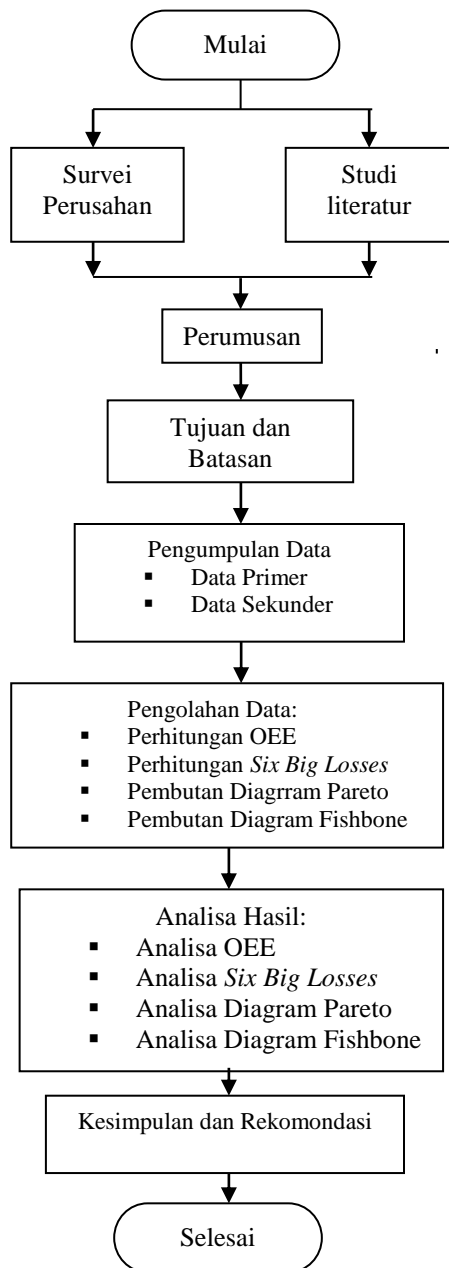 Mulai
Survei
Perusahan
Studi
literatur
Perumusan
Tujuan dan
Batasan
Pengumpulan Data
▪ Data Primer
▪ Data Sekunder
Pengolahan Data:
▪ Perhitungan OEE
▪ Perhitungan Six Big Losses
▪ Pembutan Diagrram Pareto
▪ Pembutan Diagram Fishbone
Analisa Hasil:
▪ Analisa OEE
▪ Analisa Six Big Losses
▪ Analisa Diagram Pareto
▪ Analisa Diagram Fishbone
Kesimpulan dan Rekomondasi
Selesai